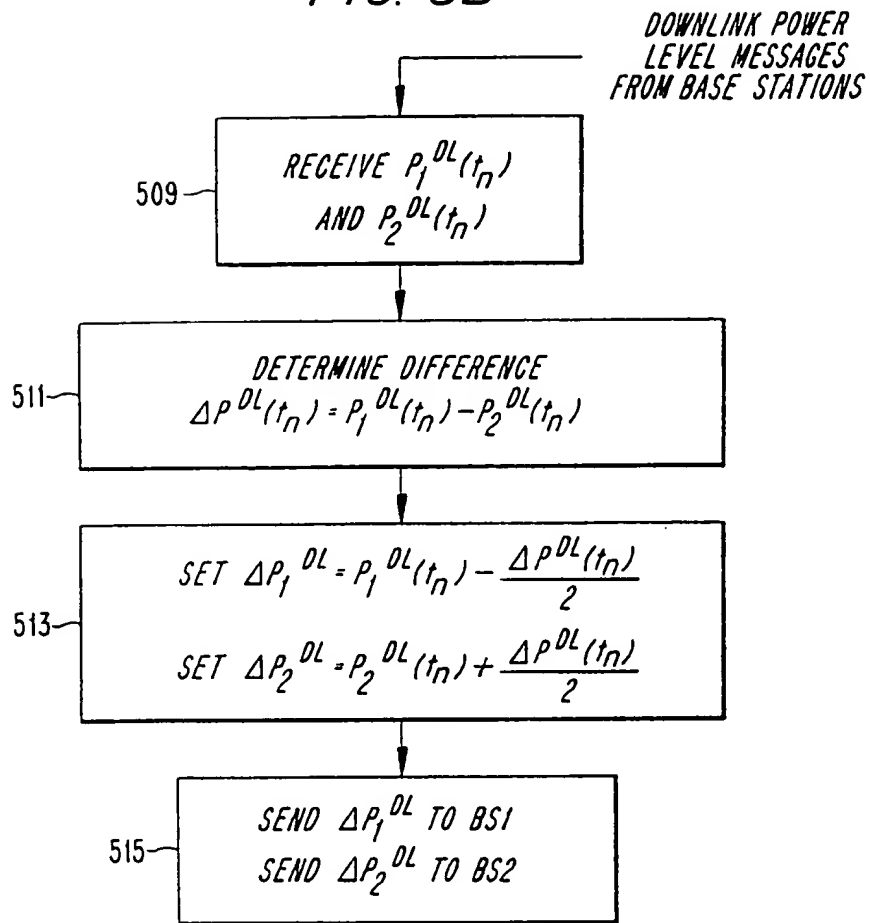 DOWNLINK POWER
LEVEL MESSAGES
FROM BASE STATIONS
509
RECEIVE P₁ᴰᴸ(tₙ)
AND P₂ᴰᴸ(tₙ)
511
DETERMINE DIFFERENCE
ΔPᴰᴸ(tₙ) = P₁ᴰᴸ(tₙ) – P₂ᴰᴸ(tₙ)
513
SET ΔP₁ᴰᴸ = P₁ᴰᴸ(tₙ) – ΔPᴰᴸ(tₙ)/2
SET ΔP₂ᴰᴸ = P₂ᴰᴸ(tₙ) + ΔPᴰᴸ(tₙ)/2
515
SEND ΔP₁ᴰᴸ TO BS1
SEND ΔP₂ᴰᴸ TO BS2